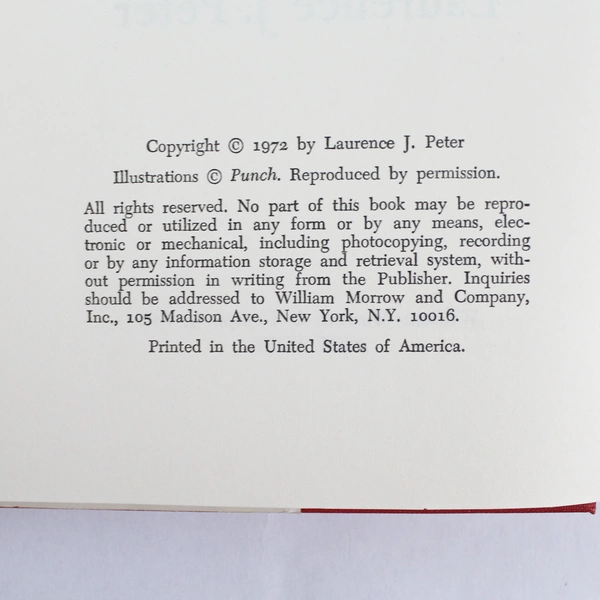 Copyright © 1972 by Laurence J. Peter
Illustrations © Punch. Reproduced by permission.
All rights reserved. No part of this book may be repro-
duced or utilized in any form or by any means, elec-
tronic or mechanical, including photocopying, recording
or by any information storage and retrieval system, with-
out permission in writing from the Publisher. Inquiries
should be addressed to William Morrow and Company,
Inc., 105 Madison Ave., New York, N.Y. 10016.
Printed in the United States of America.